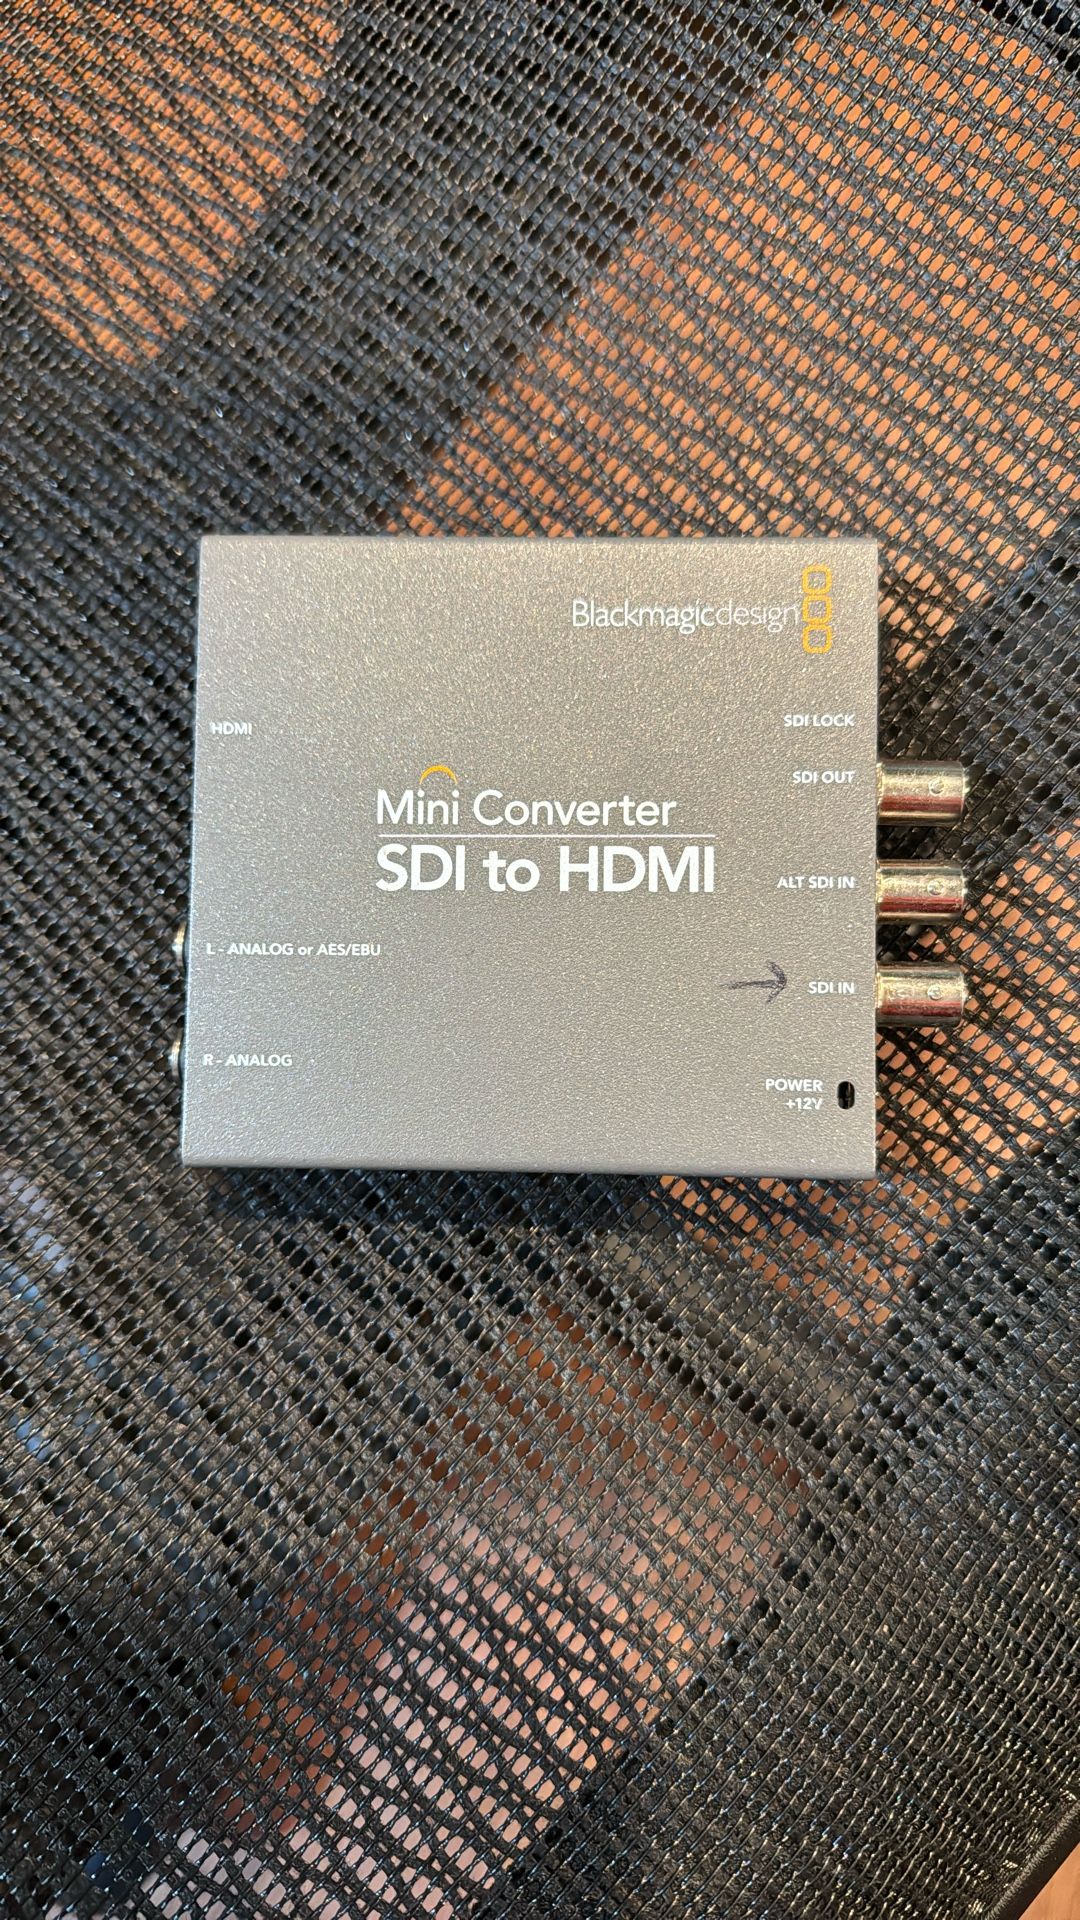 Blackmagicdesign
HDMI
SDI LOCK
SDI OUT
Mini Converter
SDI to HDMI
ALT SDI IN
L - ANALOG or AES/EBU
SDI IN
R - ANALOG
POWER
+12V